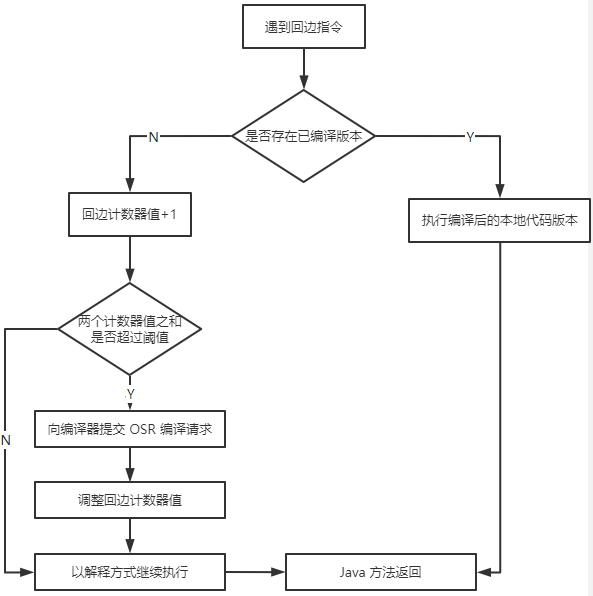 遇到回边指令
是否存在已编译版本
N
Y
回边计数器值+1
执行编译后的本地代码版本
两个计数器值之和
是否超过阈值
Y
向编译器提交 OSR 编译请求
N
调整回边计数器值
以解释方式继续执行
Java 方法返回